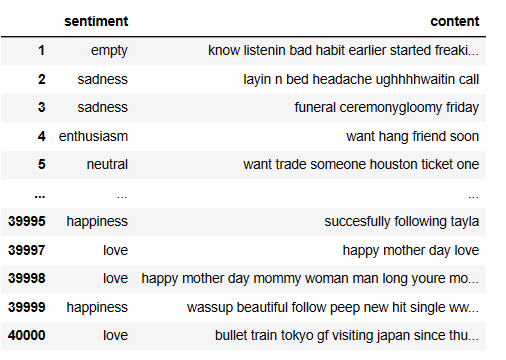 sentiment content
1 empty know listenin bad habit earlier started freaki...
2 sadness layin n bed headache ughhhhwaitin call
3 sadness funeral ceremonygloomy friday
4 enthusiasm want hang friend soon
5 neutral want trade someone houston ticket one
... ... ...
39995 happiness succesfully following tayla
39997 love happy mother day love
39998 love happy mother day mommy woman man long youre mo...
39999 happiness wassup beautiful follow peep new hit single ww...
40000 love bullet train tokyo gf visiting japan since thu...